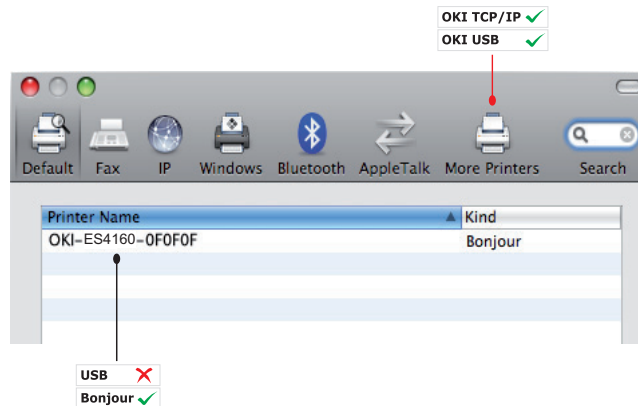 OKI TCP/IP
OKI USB
Default Fax IP Windows Bluetooth AppleTalk More Printers Search
Printer Name Kind
OKI-ES4160-0F0F0F Bonjour
USB
Bonjour